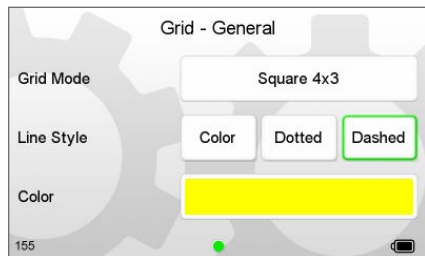 Grid - General
Grid Mode Square 4x3
Line Style Color Dotted Dashed
Color
155